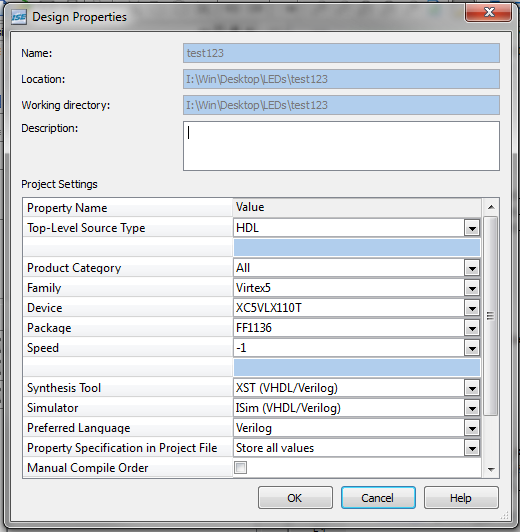 ISE Design Properties
Name: test123
Location: I:\Win\Desktop\LEDs\test123
Working directory: I:\Win\Desktop\LEDs\test123
Description:
Project Settings
Property Name Value
Top-Level Source Type HDL
Product Category All
Family Virtex5
Device XC5VLX110T
Package FF1136
Speed -1
Synthesis Tool XST (VHDL/Verilog)
Simulator ISim (VHDL/Verilog)
Preferred Language Verilog
Property Specification in Project File Store all values
Manual Compile Order
OK Cancel Help